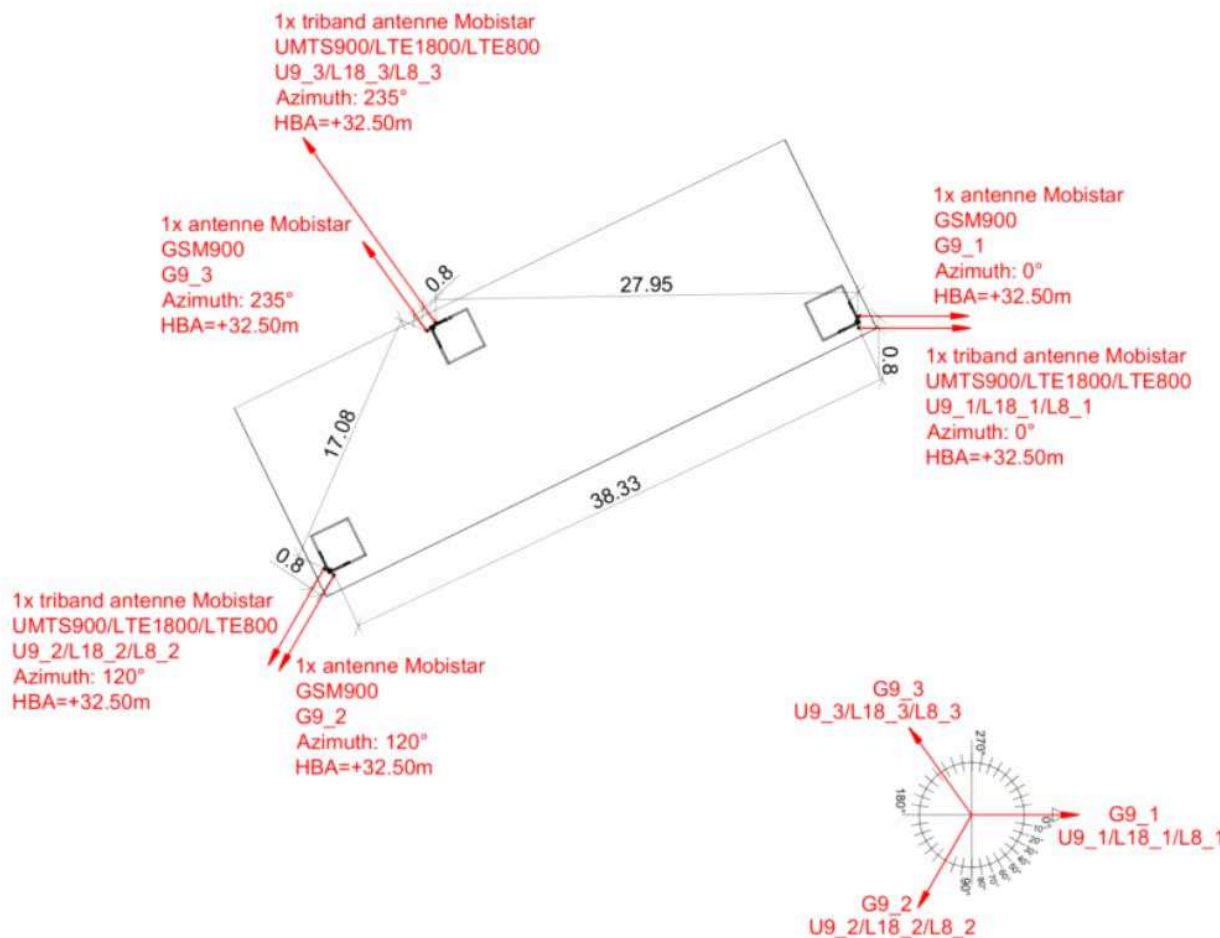 1x triband antenne Mobistar
UMTS900/LTE1800/LTE800
U9_3/L18_3/L8_3
Azimuth: 235°
HBA=+32.50m
1x antenne Mobistar
GSM900
G9_3
Azimuth: 235°
HBA=+32.50m
0.8
27.95
1x antenne Mobistar
GSM900
G9_1
Azimuth: 0°
HBA=+32.50m
1x triband antenne Mobistar
UMTS900/LTE1800/LTE800
U9_1/L18_1/L8_1
Azimuth: 0°
HBA=+32.50m
0.8
17.08
38.33
0.8
1x triband antenne Mobistar
UMTS900/LTE1800/LTE800
U9_2/L18_2/L8_2
Azimuth: 120°
HBA=+32.50m
1x antenne Mobistar
GSM900
G9_2
Azimuth: 120°
HBA=+32.50m
G9_3
U9_3/L18_3/L8_3
270°
180°
0°
G9_1
U9_1/L18_1/L8_1
90°
G9_2
U9_2/L18_2/L8_2